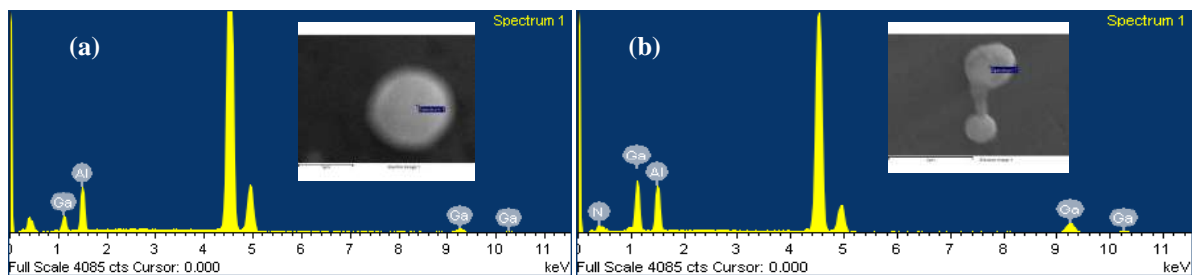 Spectrum 1
(a)
Al
Ga
Ga
Ga
0 1 2 3 4 5 6 7 8 9 10 11
Full Scale 4085 cts Cursor: 0.000
keV
Spectrum 1
(b)
Ga
Al
N
Ga
Ga
0 1 2 3 4 5 6 7 8 9 10 11
Full Scale 4085 cts Cursor: 0.000
keV